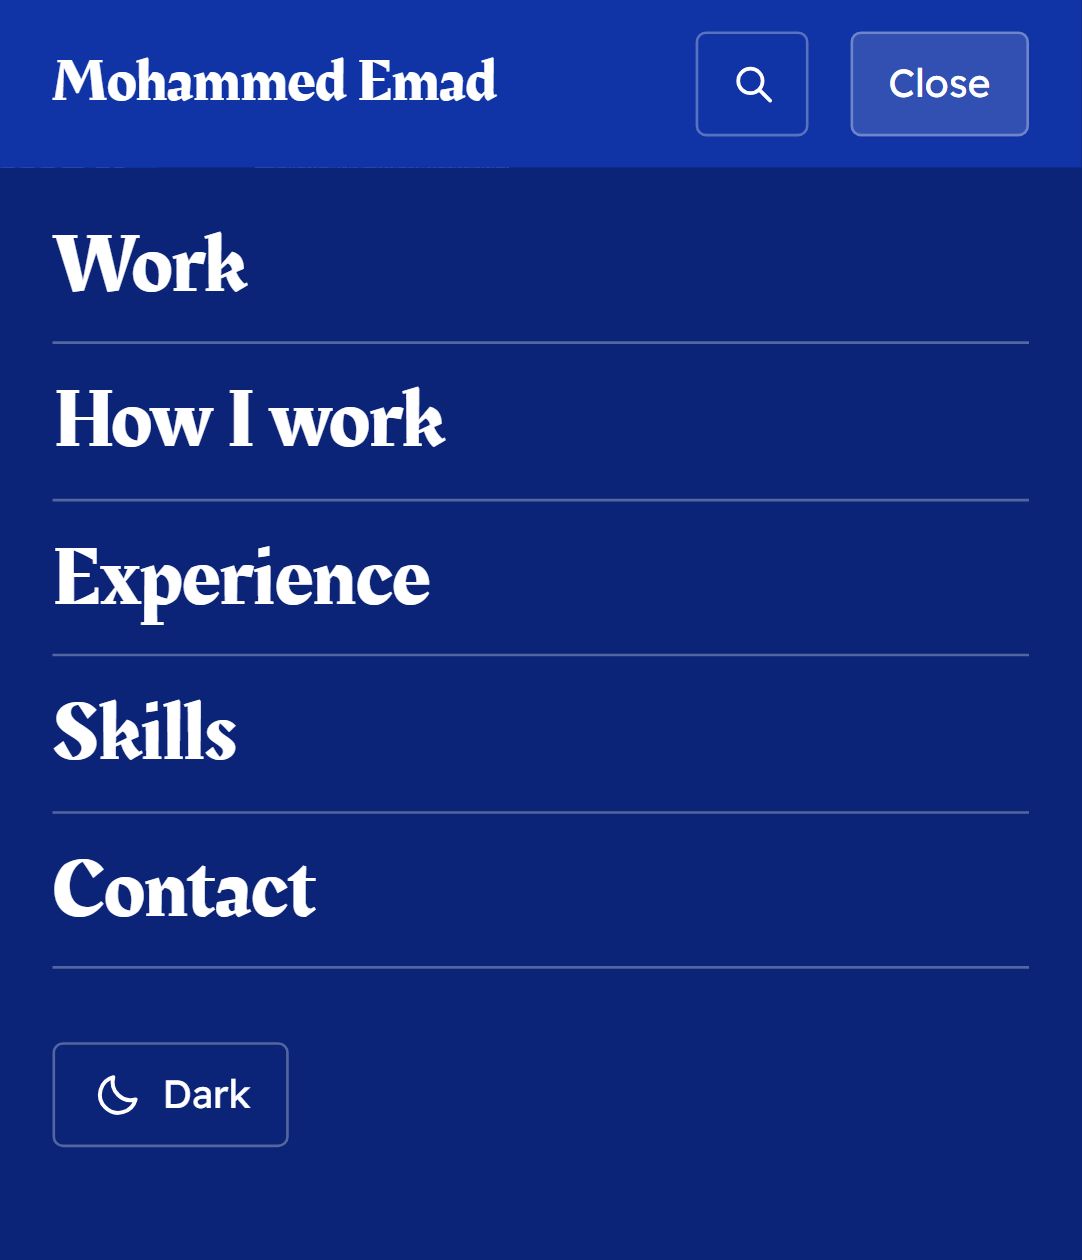 Mohammed Emad
Close
Work
How I work
Experience
Skills
Contact
Dark